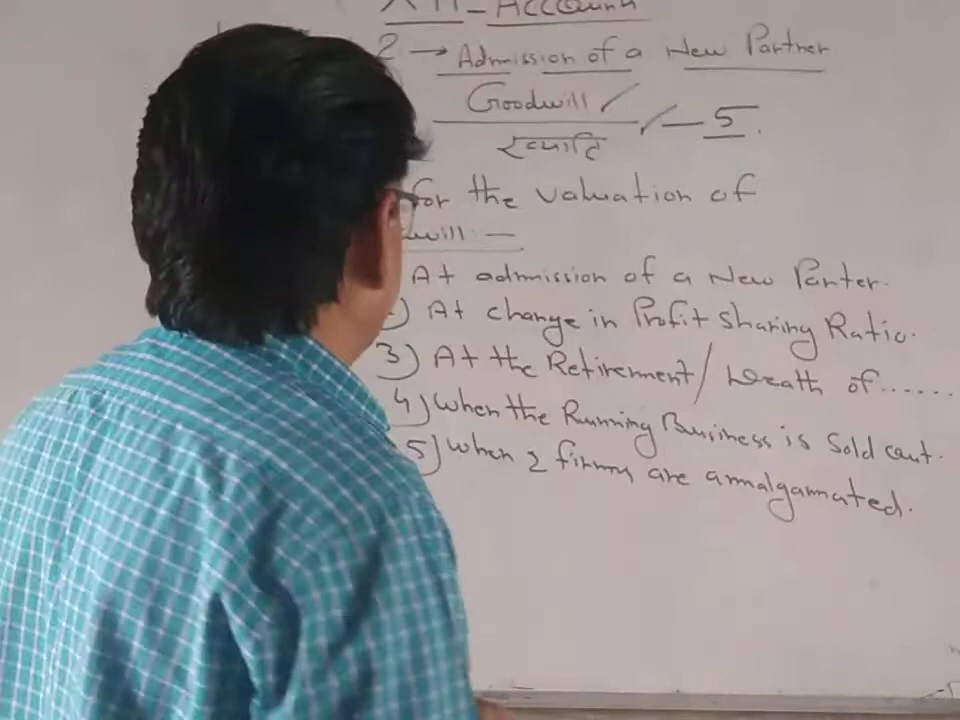 XII - Account
2 → Admission of a New Partner
Goodwill /
ख्याति / — 5.
for the valuation of
will :-
At admission of a New Parter.
) At change in Profit Sharing Ratio.
3) At the Retirement / Death of.......
4) When the Running Business is Sold out.
5) When 2 firms are amalgamated.